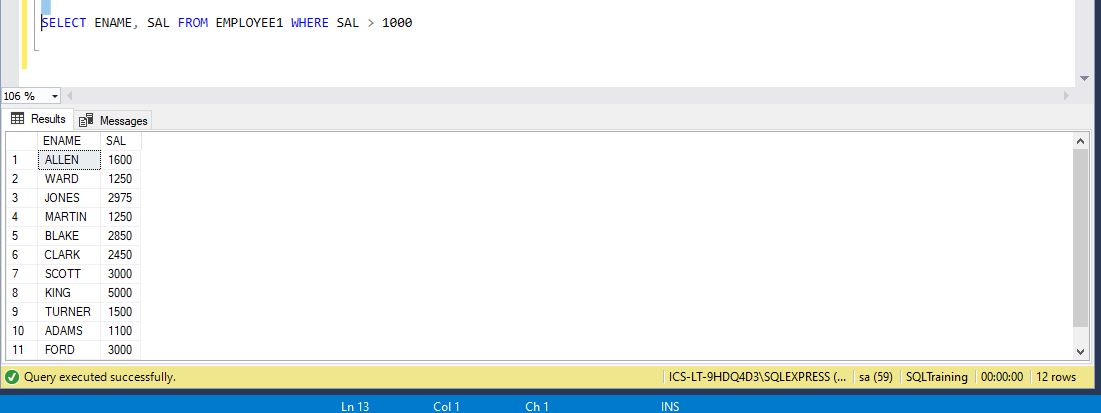 SELECT ENAME, SAL FROM EMPLOYEE1 WHERE SAL > 1000
106 %
Results Messages
ENAME SAL
1 ALLEN 1600
2 WARD 1250
3 JONES 2975
4 MARTIN 1250
5 BLAKE 2850
6 CLARK 2450
7 SCOTT 3000
8 KING 5000
9 TURNER 1500
10 ADAMS 1100
11 FORD 3000
Query executed successfully. ICS-LT-9HDQ4D3\SQLEXPRESS (... sa (59) SQLTraining 00:00:00 12 rows
Ln 13 Col 1 Ch 1 INS